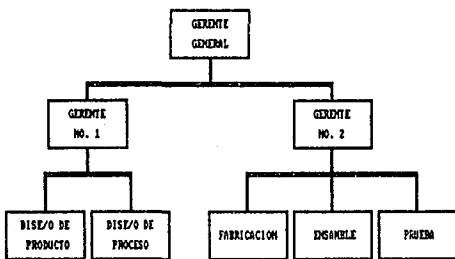 GERENTE
GENERAL
GERENTE
NO. 1
GERENTE
NO. 2
DISE/O DE
PRODUCTO
DISE/O DE
PROCESO
FABRICACION
ENSAMBLE
PRUEBA